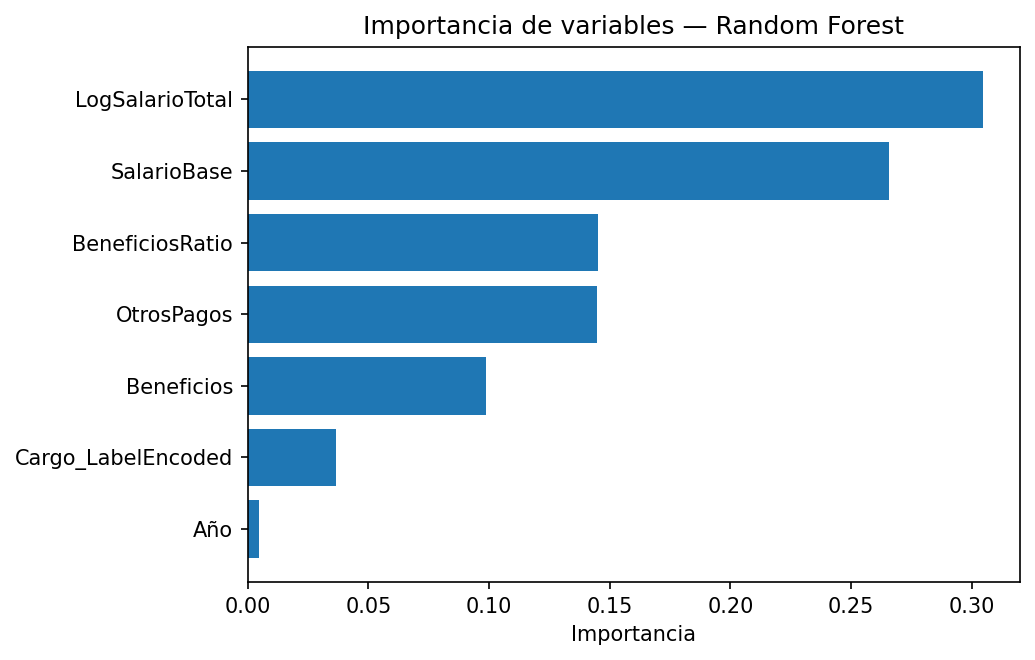 Importancia de variables — Random Forest
LogSalarioTotal
SalarioBase
BeneficiosRatio
OtrosPagos
Beneficios
Cargo_LabelEncoded
Año
0.00 0.05 0.10 0.15 0.20 0.25 0.30
Importancia